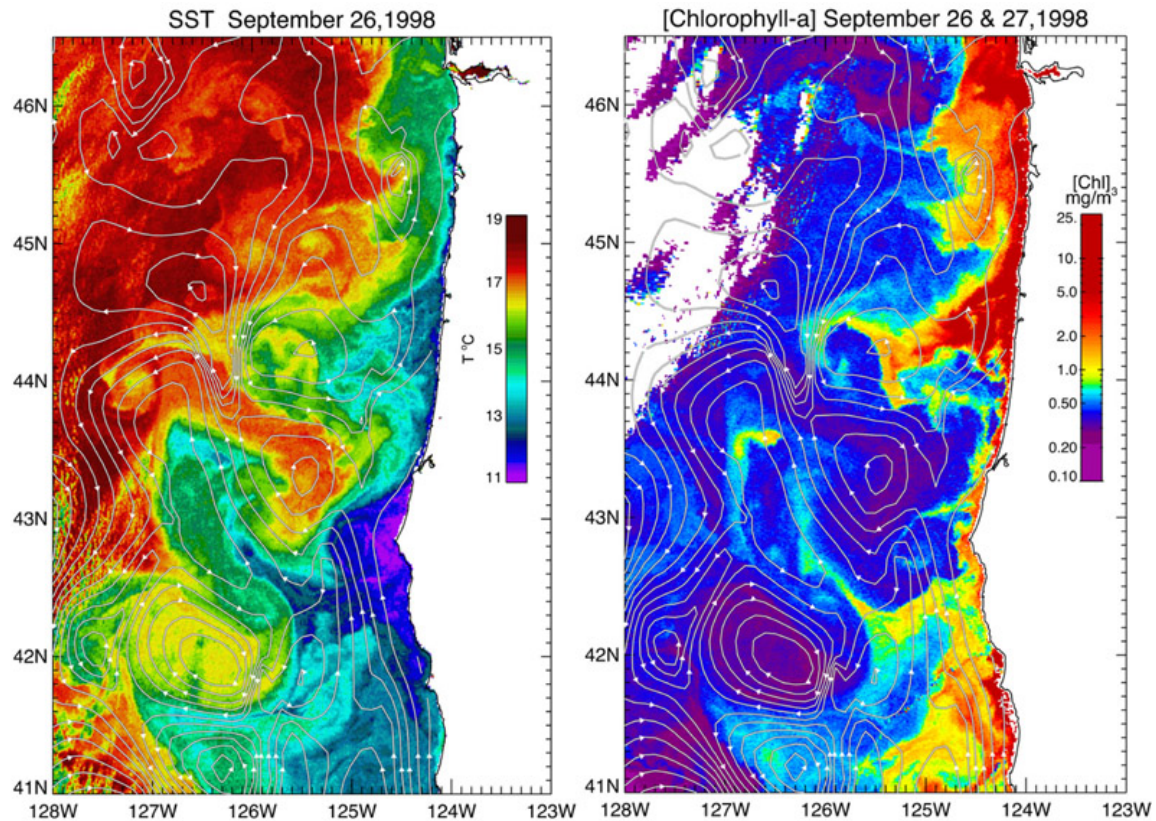 SST September 26,1998
[Chlorophyll-a] September 26 & 27,1998
46N
45N
44N
43N
42N
41N
128W
127W
126W
125W
124W
123W
19
17
15
13
11
T °C
46N
45N
44N
43N
42N
41N
128W
127W
126W
125W
124W
123W
[Chl]
mg/m3
25.
10.
5.0
2.0
1.0
0.50
0.20
0.10